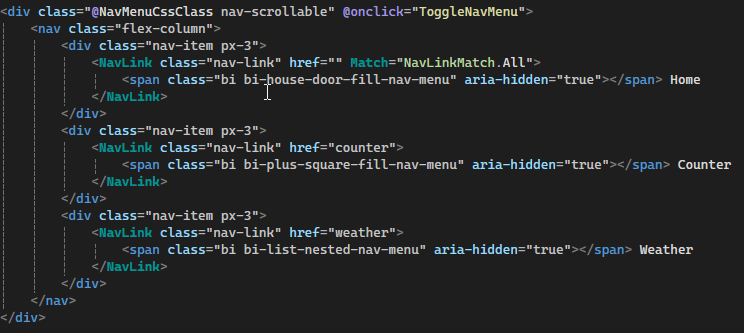 <div class="@NavMenuCssClass nav-scrollable" @onclick="ToggleNavMenu">
    <nav class="flex-column">
        <div class="nav-item px-3">
            <NavLink class="nav-link" href="" Match="NavLinkMatch.All">
                <span class="bi bi-house-door-fill-nav-menu" aria-hidden="true"></span> Home
            </NavLink>
        </div>
        <div class="nav-item px-3">
            <NavLink class="nav-link" href="counter">
                <span class="bi bi-plus-square-fill-nav-menu" aria-hidden="true"></span> Counter
            </NavLink>
        </div>
        <div class="nav-item px-3">
            <NavLink class="nav-link" href="weather">
                <span class="bi bi-list-nested-nav-menu" aria-hidden="true"></span> Weather
            </NavLink>
        </div>
    </nav>
</div>